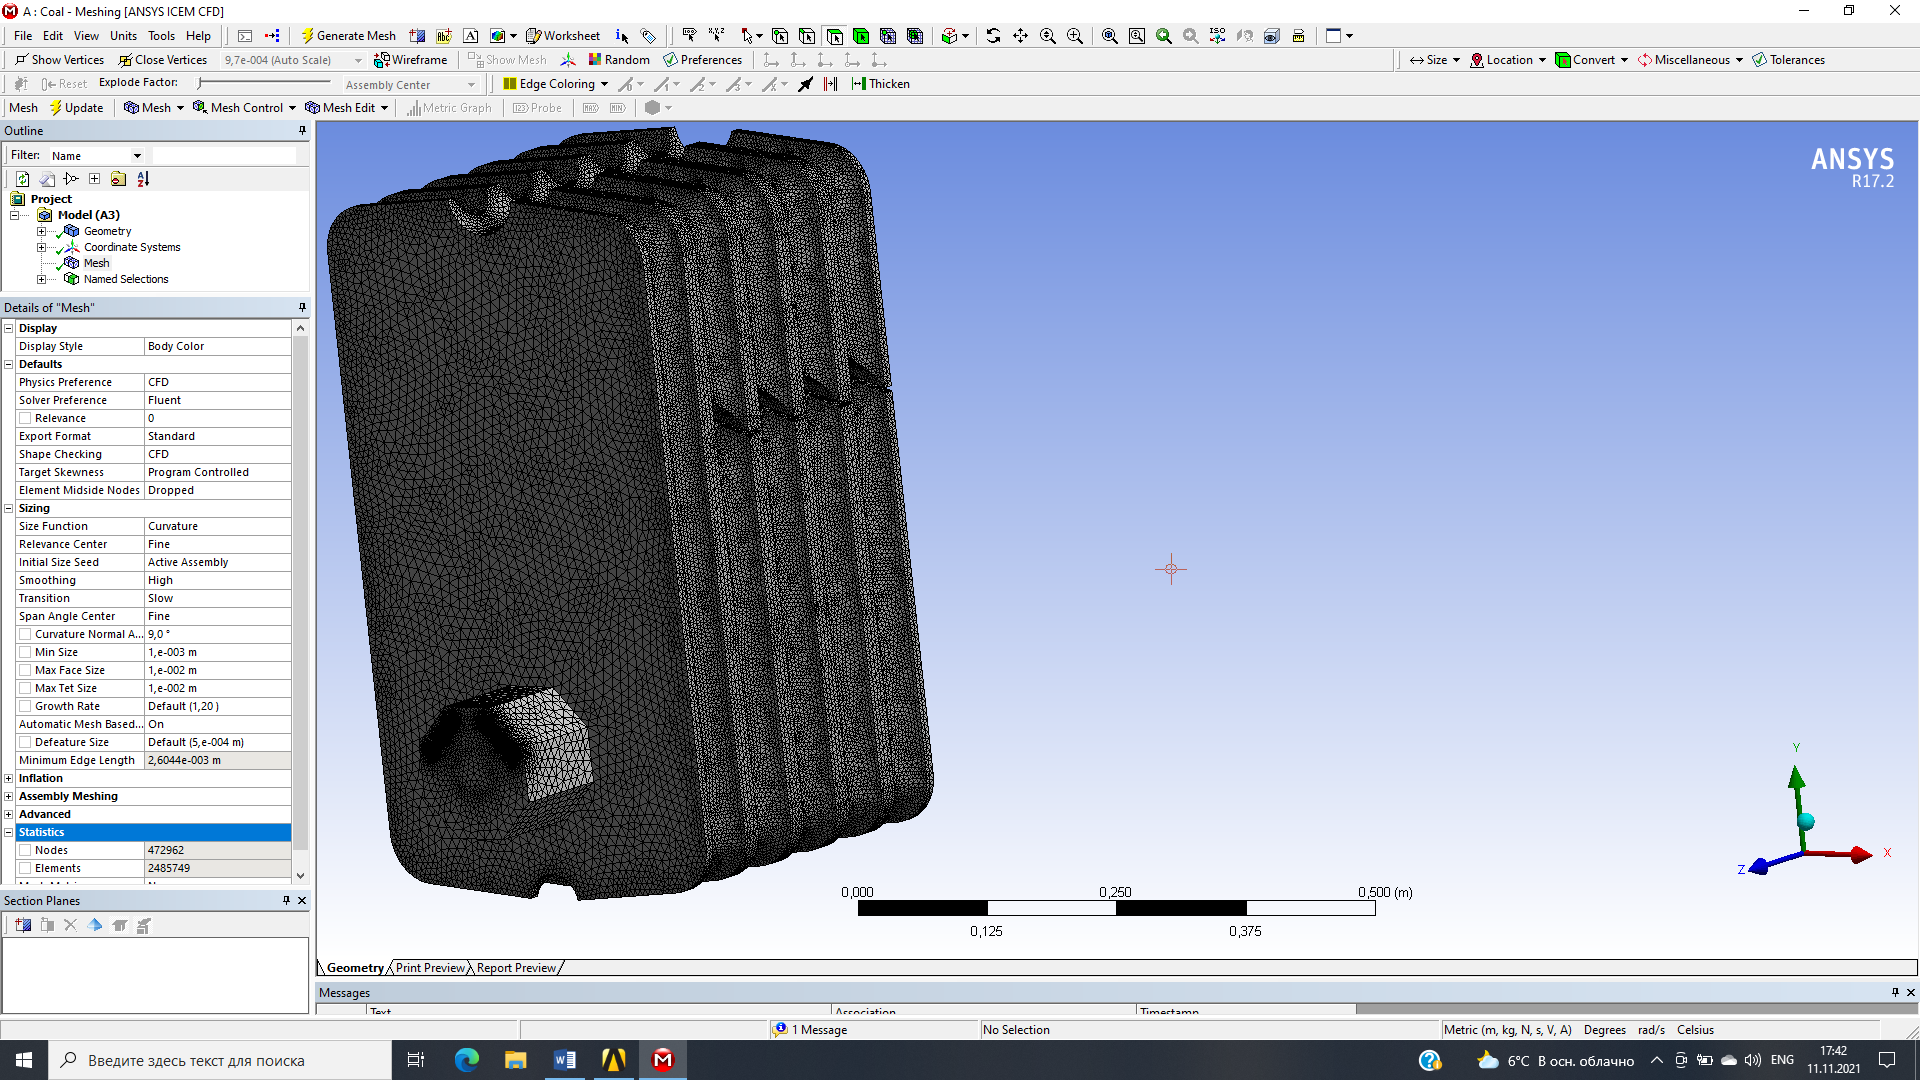 A : Coal - Meshing [ANSYS ICEM CFD]
File Edit View Units Tools Help Generate Mesh Worksheet
Show Vertices Close Vertices 9,7e-004 (Auto Scale) Wireframe Show Mesh Random Preferences Size Location Convert Miscellaneous Tolerances
Reset Explode Factor: Assembly Center Edge Coloring Thicken
Mesh Update Mesh Mesh Control Mesh Edit Metric Graph Probe
Outline
Filter: Name
Project
Model (A3)
Geometry
Coordinate Systems
Mesh
Named Selections
Details of "Mesh"
Display
Display Style Body Color
Defaults
Physics Preference CFD
Solver Preference Fluent
Relevance 0
Export Format Standard
Shape Checking CFD
Target Skewness Program Controlled
Element Midside Nodes Dropped
Sizing
Size Function Curvature
Relevance Center Fine
Initial Size Seed Active Assembly
Smoothing High
Transition Slow
Span Angle Center Fine
Curvature Normal A... 9,0 °
Min Size 1,e-003 m
Max Face Size 1,e-002 m
Max Tet Size 1,e-002 m
Growth Rate Default (1,20 )
Automatic Mesh Based... On
Defeature Size Default (5,e-004 m)
Minimum Edge Length 2,6044e-003 m
Inflation
Assembly Meshing
Advanced
Statistics
Nodes 472962
Elements 2485749
Section Planes
ANSYS
R17.2
Y
X
Z
0,000 0,250 0,500 (m)
0,125 0,375
Geometry Print Preview Report Preview
Messages
Text Association Timestamp
1 Message No Selection Metric (m, kg, N, s, V, A) Degrees rad/s Celsius
Введите здесь текст для поиска
6°C В осн. облачно ENG
17:42
11.11.2021